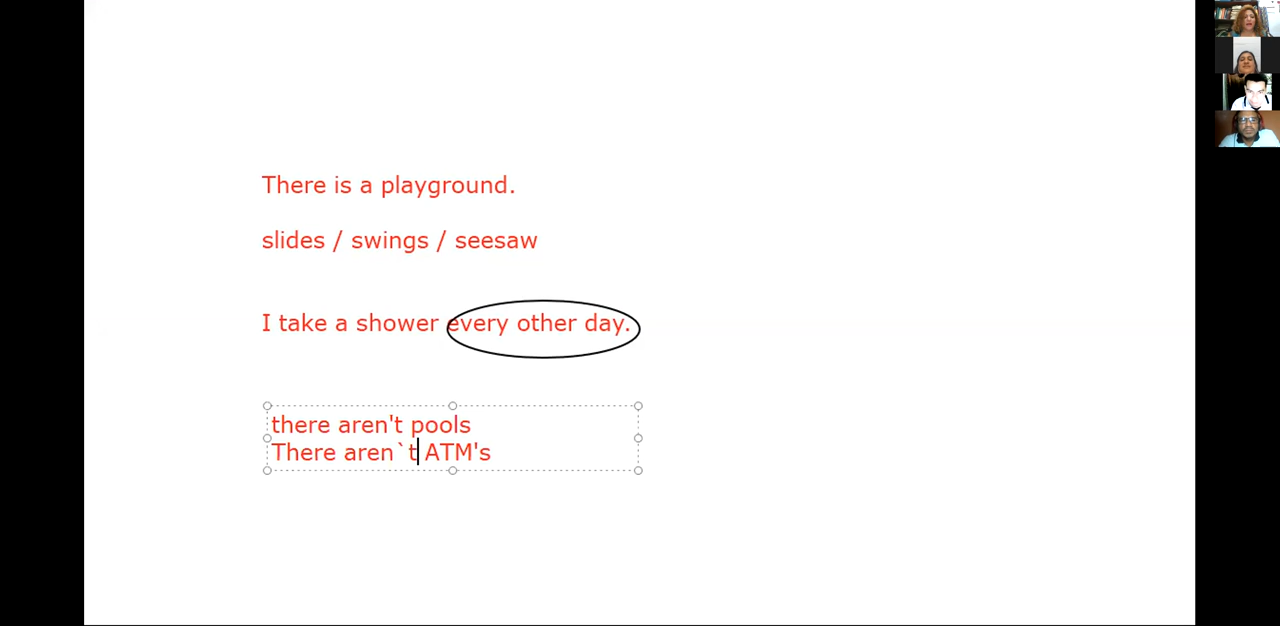 There is a playground.
slides / swings / seesaw
I take a shower every other day.
there aren't pools
There aren`t ATM's